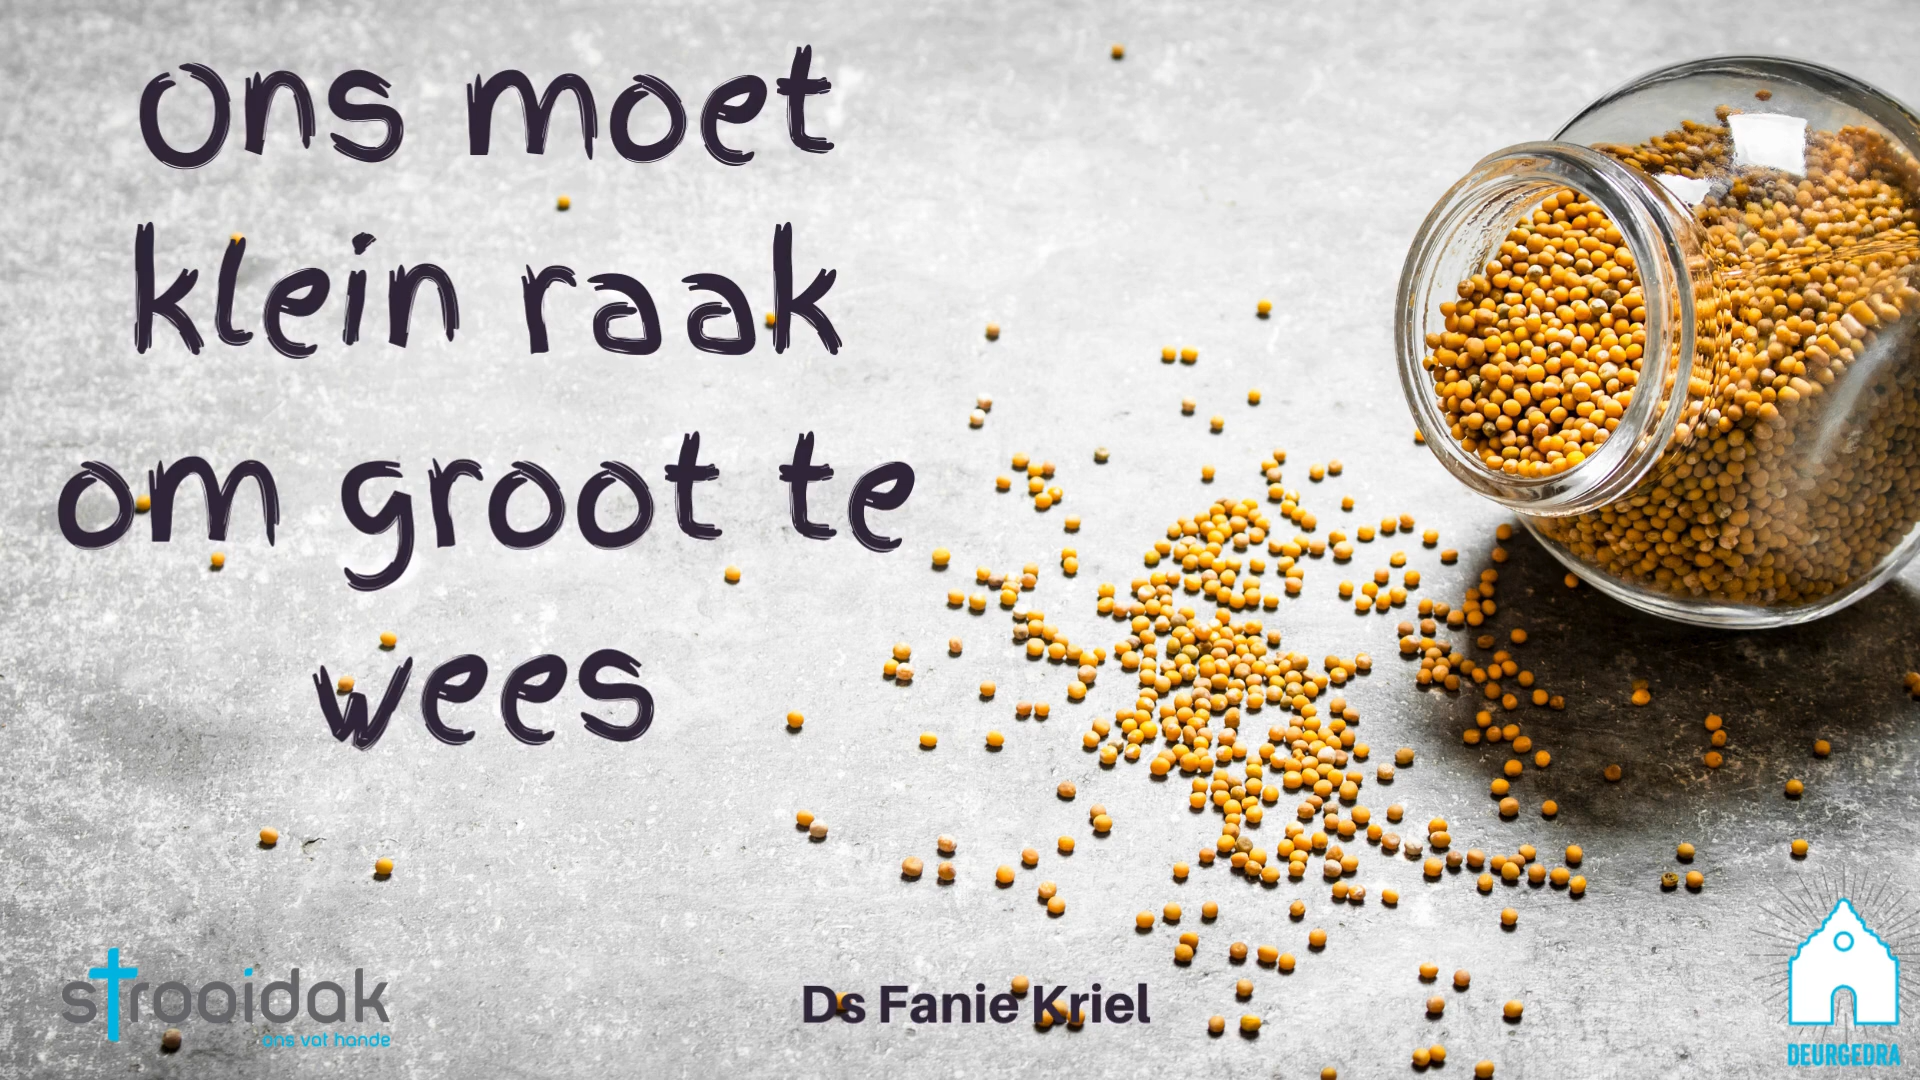 Ons moet
klein raak
om groot te
wees
strooidak
ons vat hande
Ds Fanie Kriel
DEURGEDRA